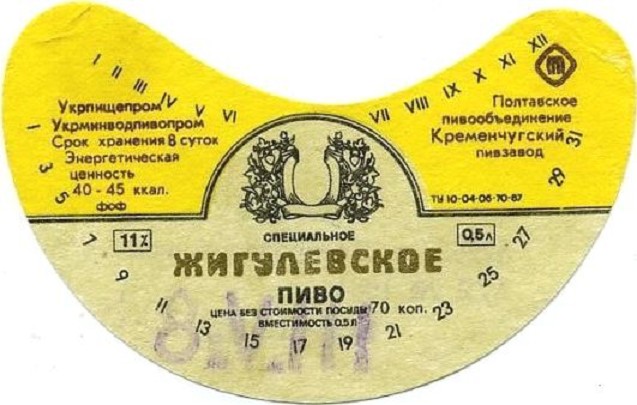 I II III IV V VI VII VIII IX X XI XII
Укрпищепром
Укрминводпивопром
Срок хранения 8 суток
Энергетическая
ценность
40 - 45 ккал.
фоф
Полтавское
пивообъединение
Кременчугский
пивзавод
ТУ 10-04-06-70-87
11%
0,5л
СПЕЦИАЛЬНОЕ
ЖИГУЛЕВСКОЕ
ПИВО
ЦЕНА БЕЗ СТОИМОСТИ ПОСУДЫ 70 коп.
ВМЕСТИМОСТЬ 0.5 Л
1 3 5 7 9 11 13 15 17 19 21 23 25 27 29 31